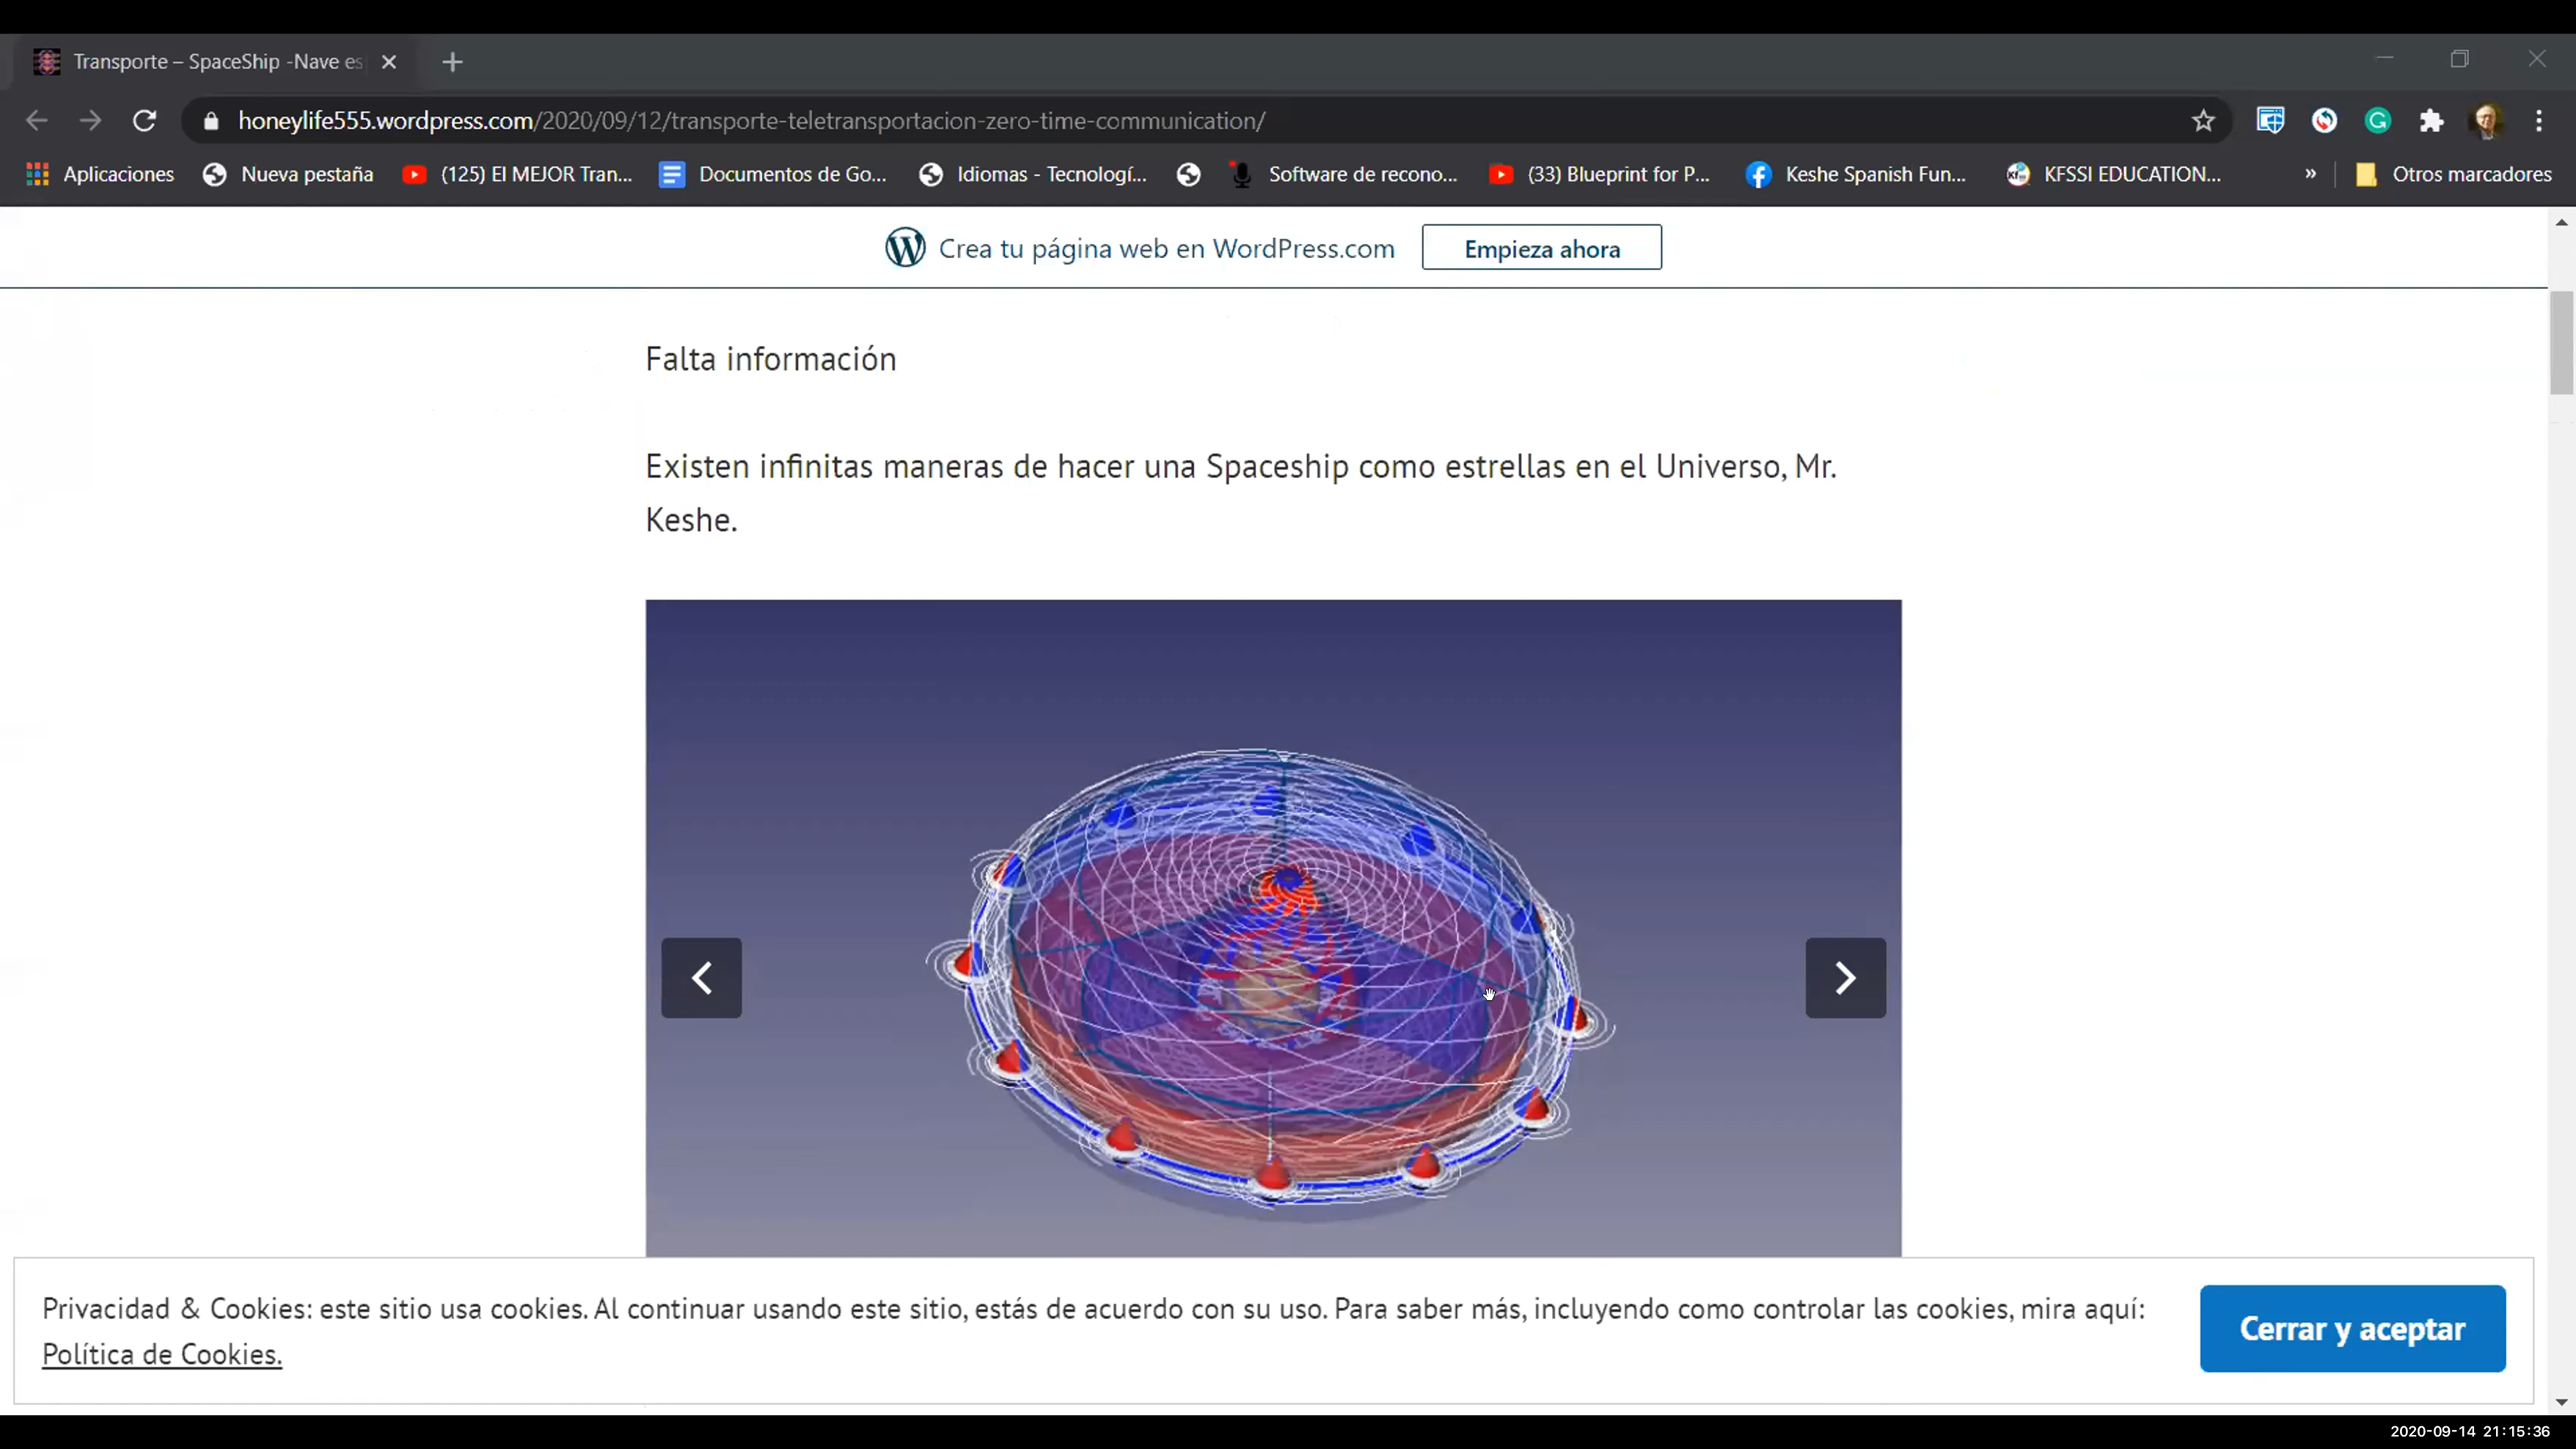 Transporte – SpaceShip -Nave es
honeylife555.wordpress.com/2020/09/12/transporte-teletransportacion-zero-time-communication/
Aplicaciones Nueva pestaña (125) El MEJOR Tran... Documentos de Go... Idiomas - Tecnologí... Software de recono... (33) Blueprint for P... Keshe Spanish Fun... KFSSI EDUCATION... » Otros marcadores
Crea tu página web en WordPress.com Empieza ahora
Falta información
Existen infinitas maneras de hacer una Spaceship como estrellas en el Universo, Mr.
Keshe.
Privacidad & Cookies: este sitio usa cookies. Al continuar usando este sitio, estás de acuerdo con su uso. Para saber más, incluyendo como controlar las cookies, mira aquí:
Política de Cookies.
Cerrar y aceptar
2020-09-14 21:15:36